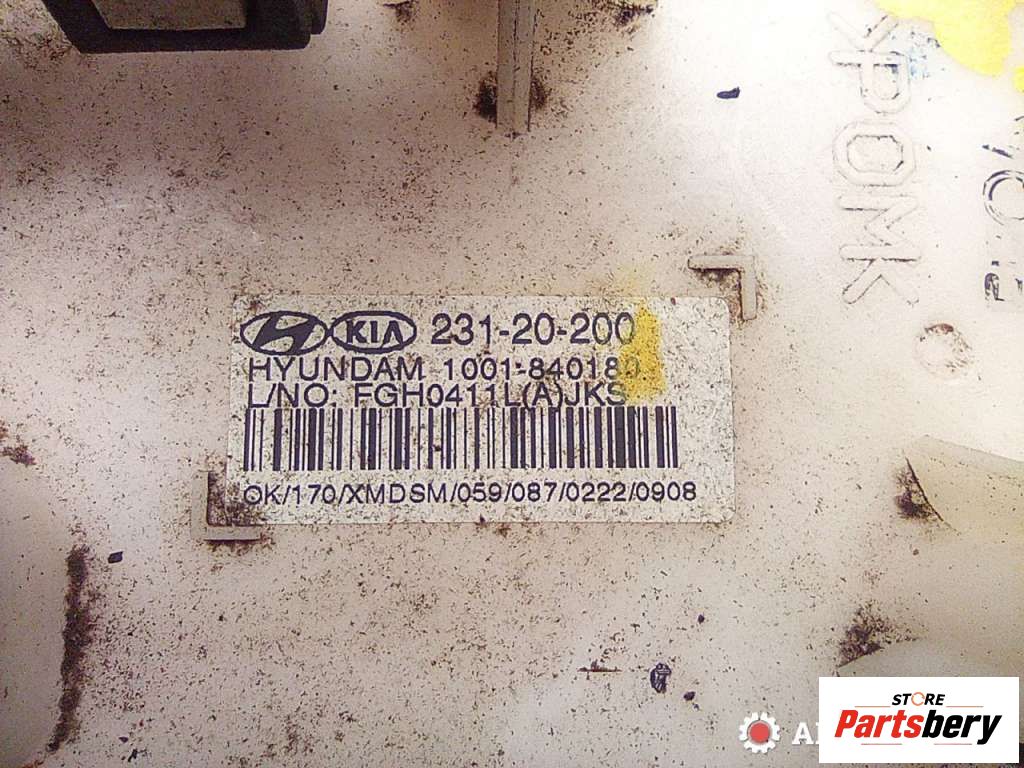 >POMK
KIA 231-20-200
HYUNDAM 1001-840180
L/NO: FGH0411L(A)JKS
OK/170/XMDSM/059/087/0222/0908
STORE
Partsbery